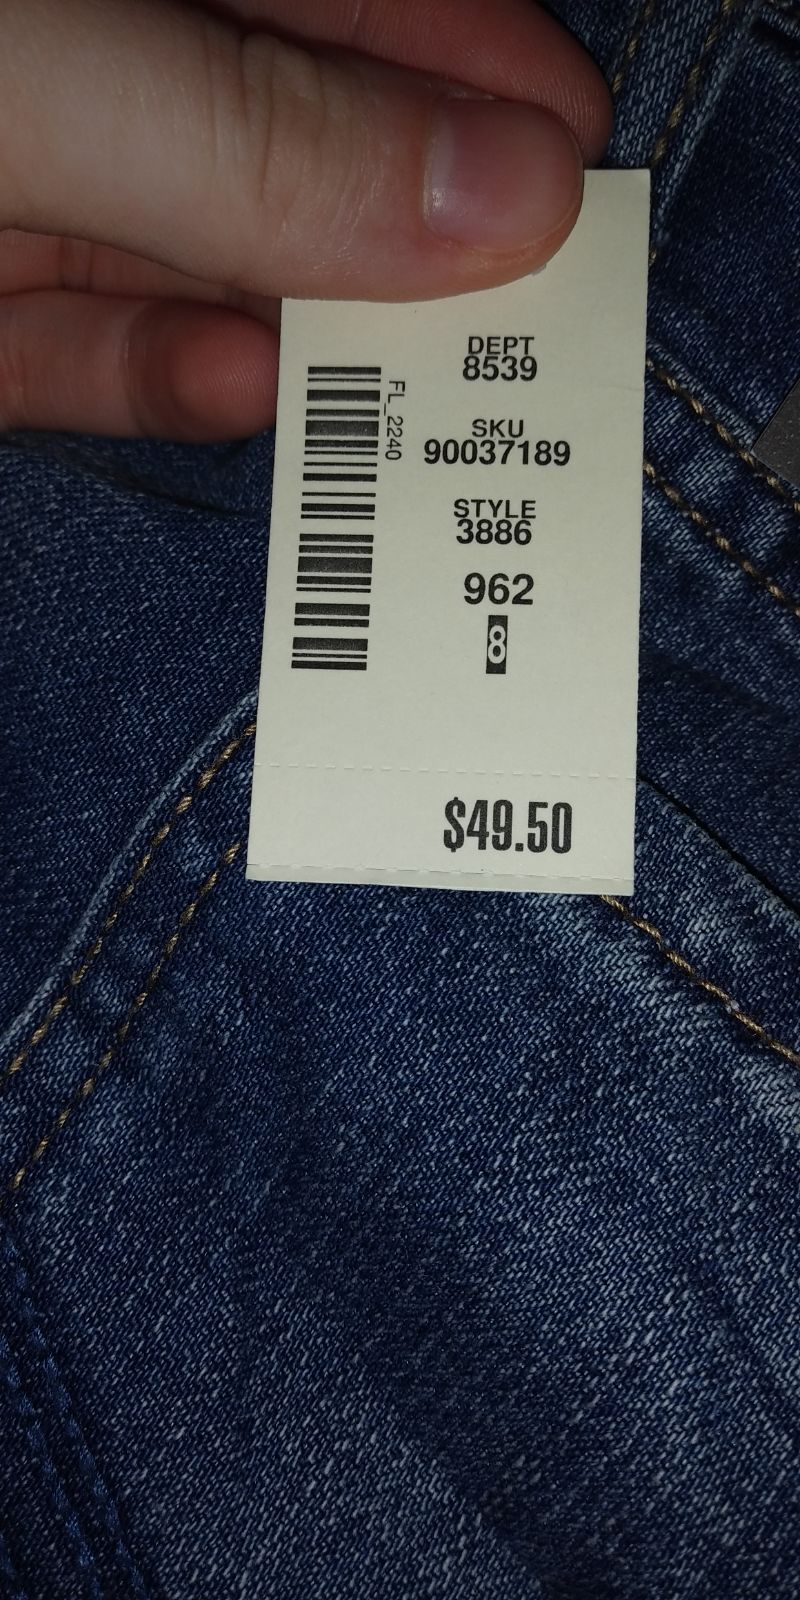 DEPT
8539
FL_2240
SKU
90037189
STYLE
3886
962
8
$49.50